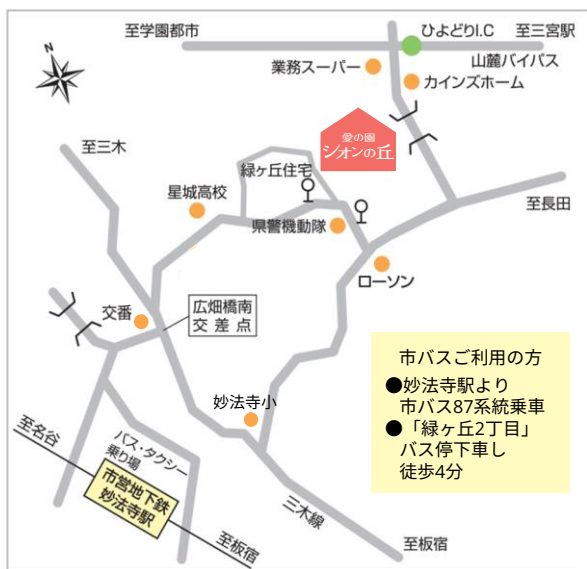 至学園都市
ひよどりI.C
至三宮駅
山麓バイパス
業務スーパー
カインズホーム
N
愛の園
シオンの丘
至三木
緑ヶ丘住宅
星城高校
至長田
県警機動隊
ローソン
広畑橋南
交差点
交番
妙法寺小
市バスご利用の方
●妙法寺駅より
市バス87系統乗車
●「緑ヶ丘2丁目」
バス停下車し
徒歩4分
至名谷
バス・タクシー
乗り場
市営地下鉄
妙法寺駅
至板宿
三木線
至板宿